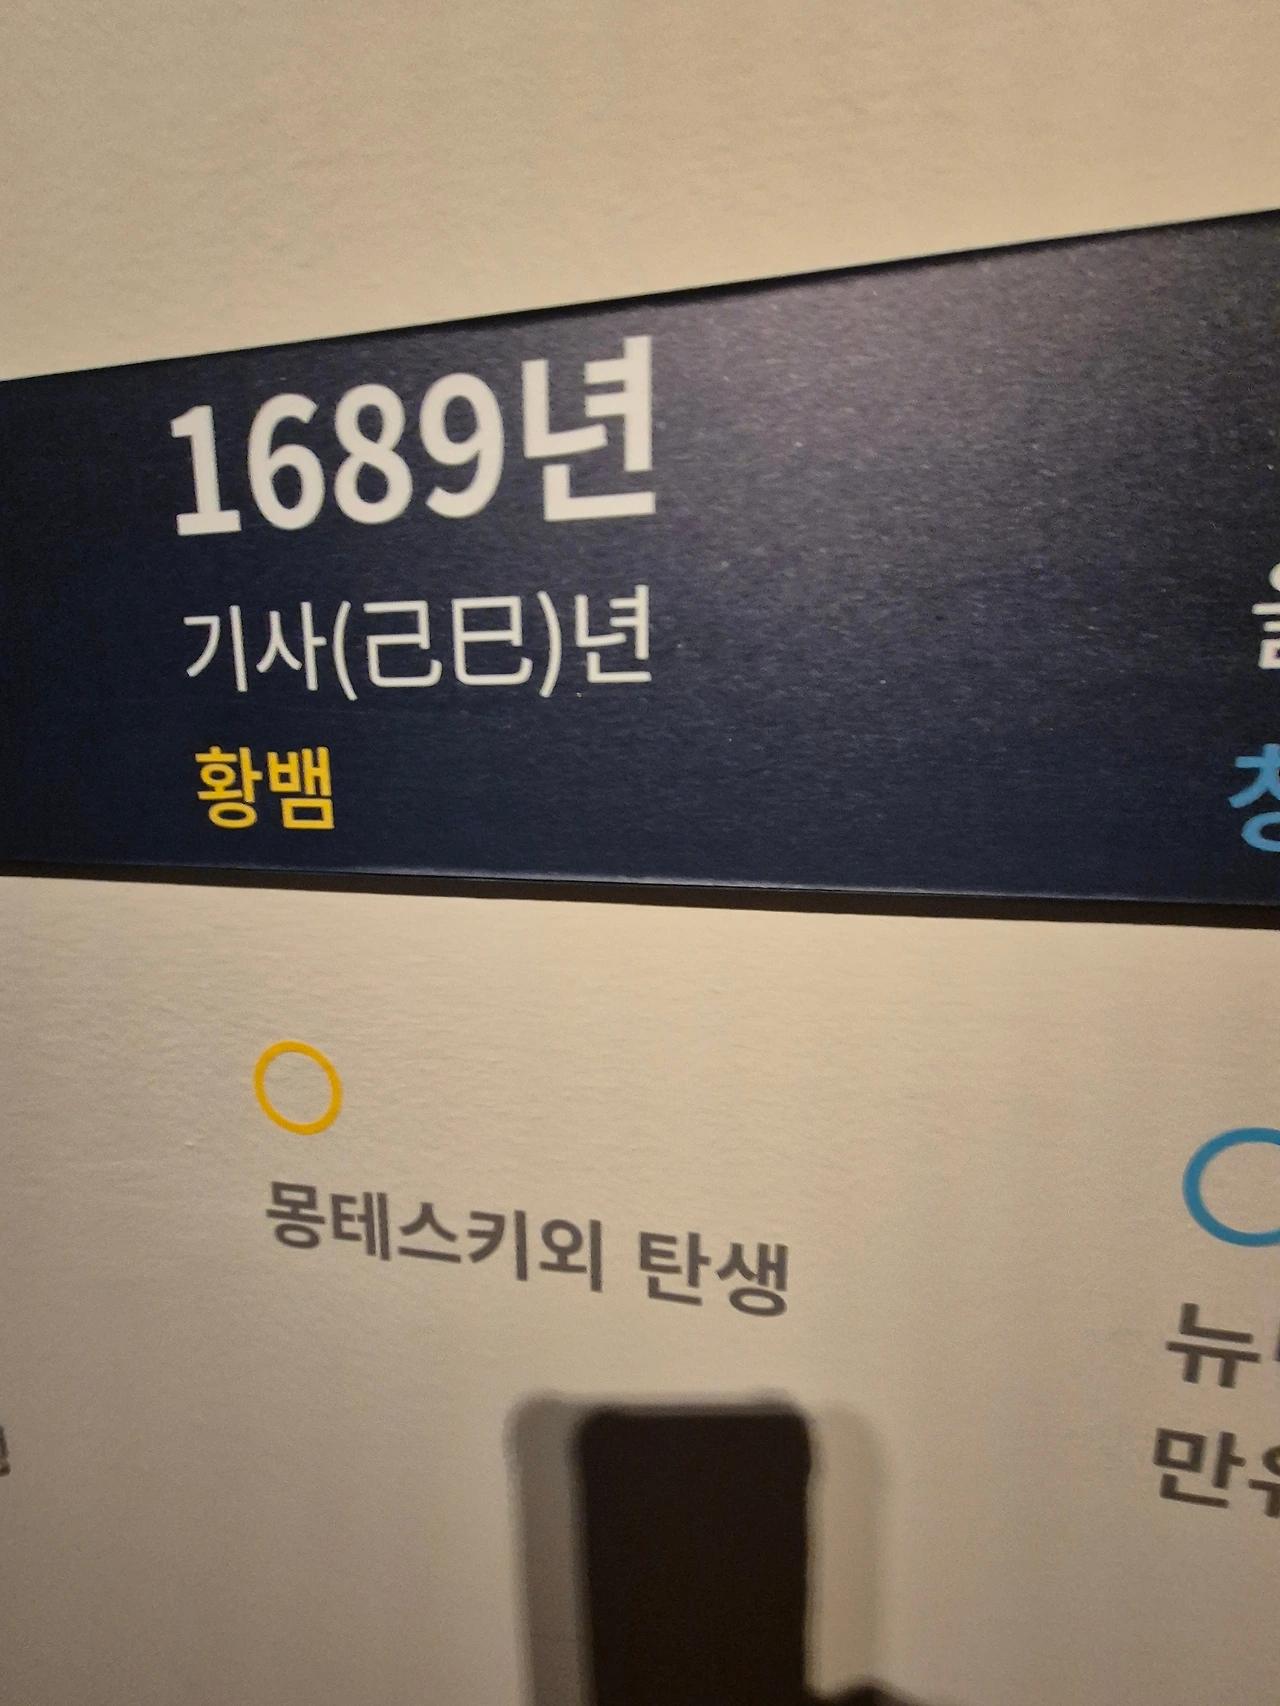 1689년
기사(己巳)년
황뱀
몽테스키외 탄생